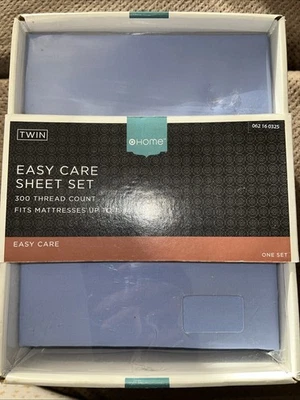 TWIN
062 16 0325
HOME
EASY CARE
SHEET SET
300 THREAD COUNT
FITS MATTRESSES UP TO
EASY CARE
ONE SET